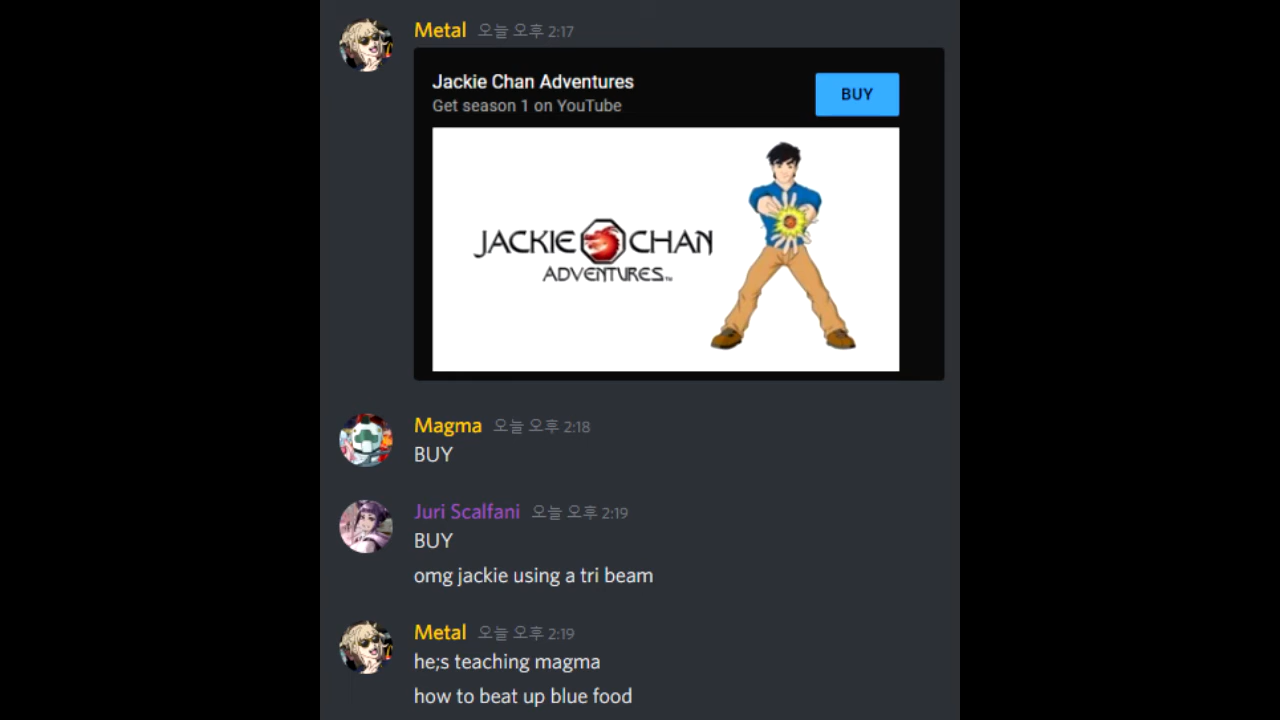 Metal 오늘 오후 2:17
Jackie Chan Adventures
Get season 1 on YouTube
BUY
JACKIE CHAN
ADVENTURES™
Magma 오늘 오후 2:18
BUY
Juri Scalfani 오늘 오후 2:19
BUY
omg jackie using a tri beam
Metal 오늘 오후 2:19
he;s teaching magma
how to beat up blue food